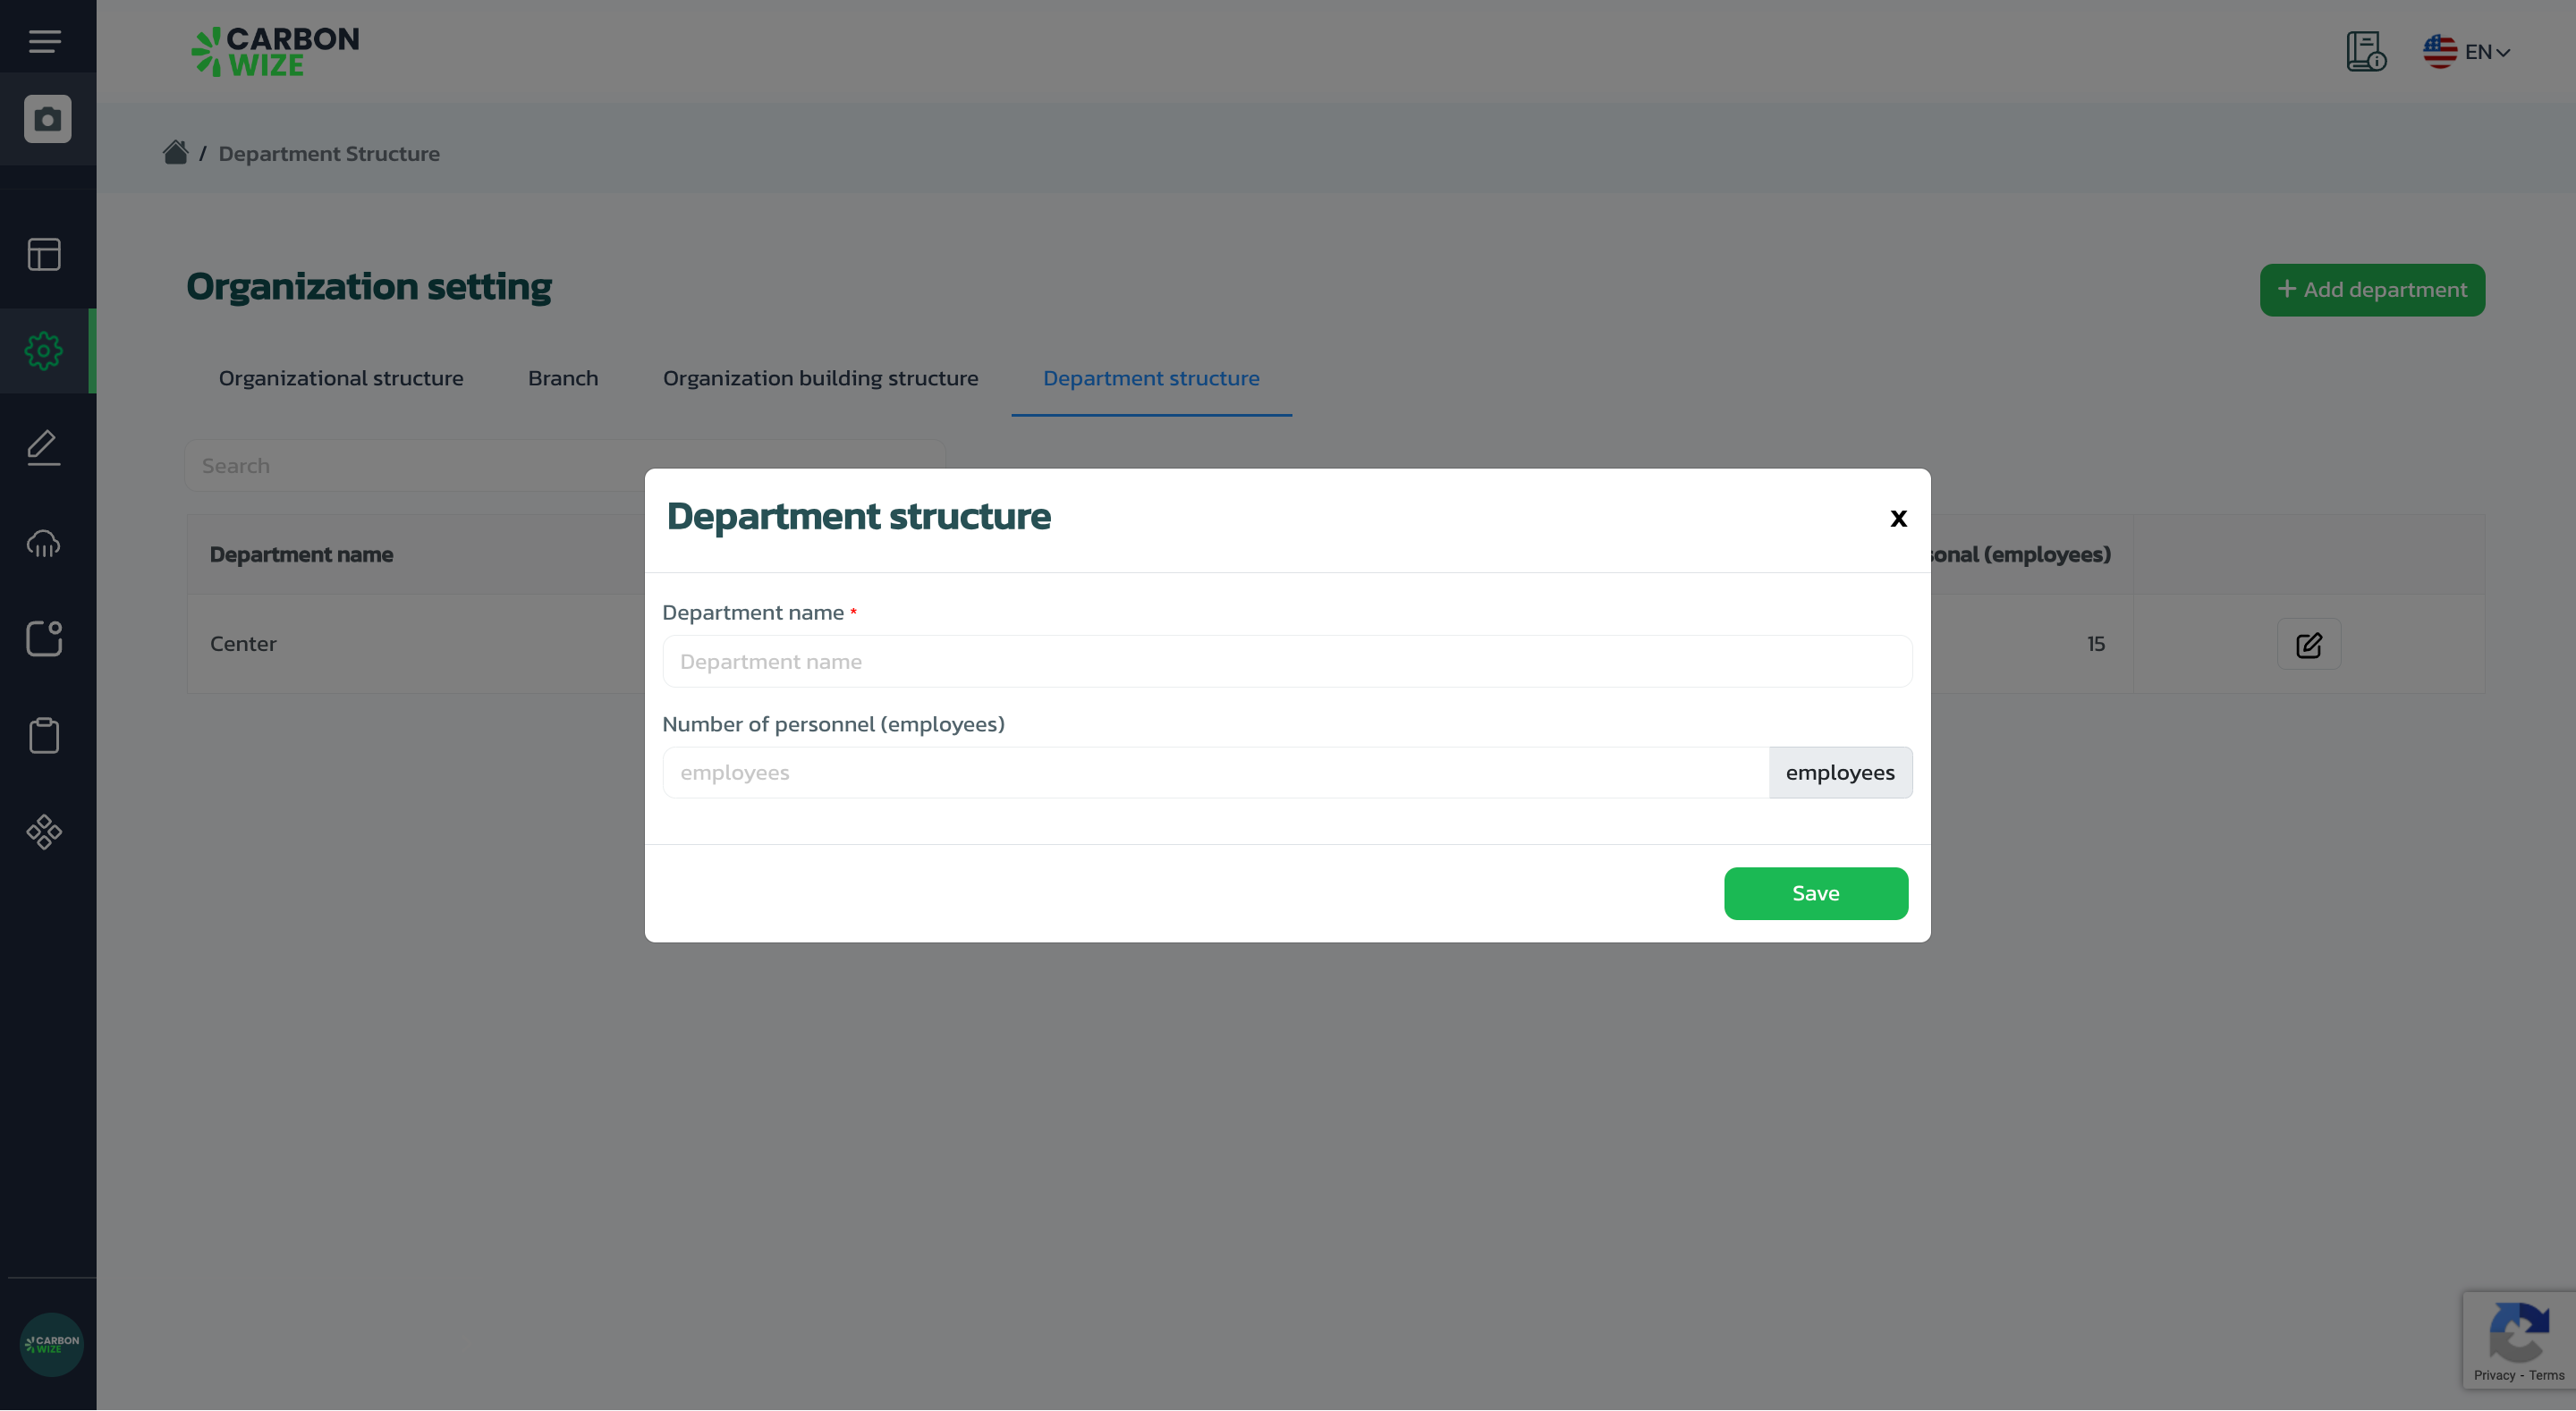 CARBON
WIZE
EN
/ Department Structure
Organization setting
+ Add department
Organizational structure
Branch
Organization building structure
Department structure
Search
Department structure
x
Department name
sonal (employees)
Department name *
Department name
Center
15
Number of personnel (employees)
employees
employees
Save
CARBON
WIZE
Privacy - Terms